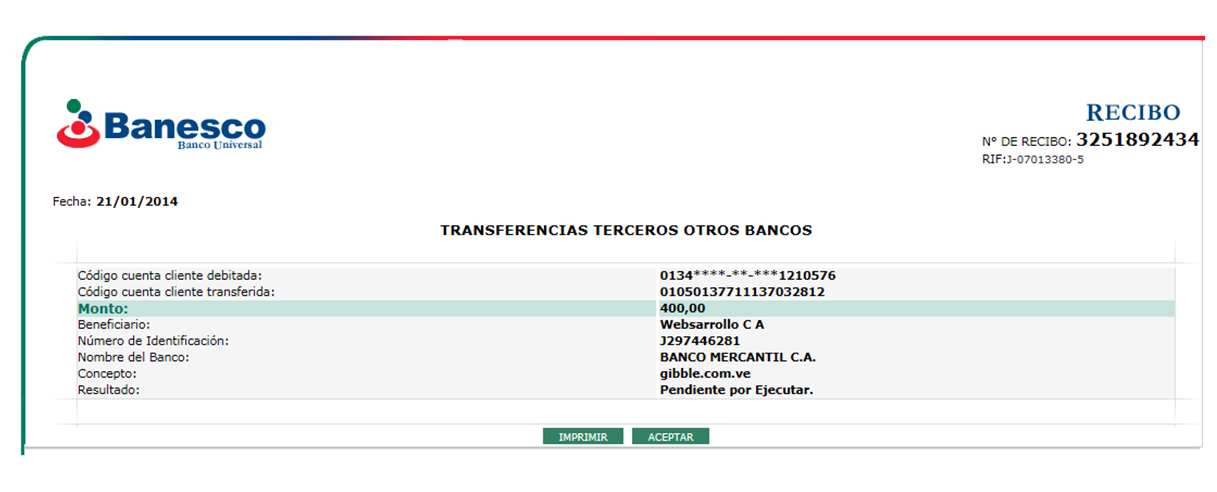 Banesco
Banco Universal
RECIBO
Nº DE RECIBO: 3251892434
RIF:J-07013380-5
Fecha: 21/01/2014
TRANSFERENCIAS TERCEROS OTROS BANCOS
Código cuenta cliente debitada: 0134****-**-***1210576
Código cuenta cliente transferida: 01050137711137032812
Monto: 400,00
Beneficiario: Websarrollo C A
Número de Identificación: J297446281
Nombre del Banco: BANCO MERCANTIL C.A.
Concepto: gibble.com.ve
Resultado: Pendiente por Ejecutar.
IMPRIMIR ACEPTAR